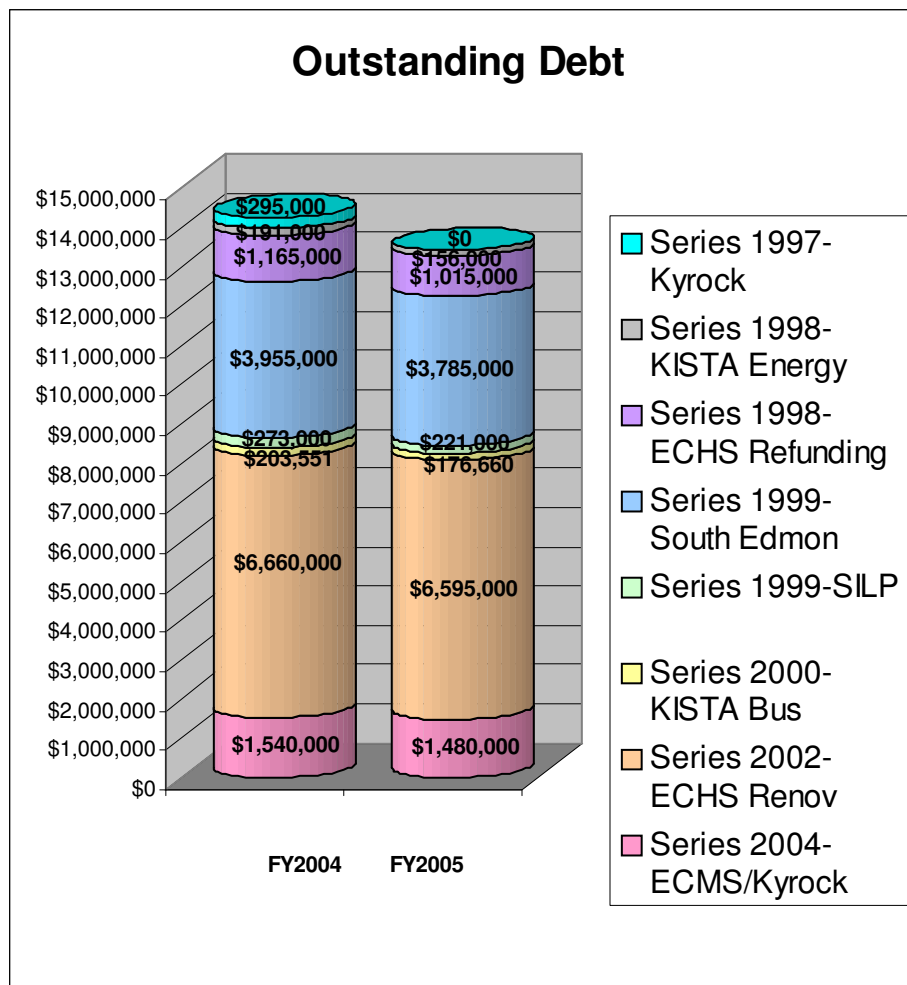 Outstanding Debt
$15,000,000
$14,000,000
$13,000,000
$12,000,000
$11,000,000
$10,000,000
$9,000,000
$8,000,000
$7,000,000
$6,000,000
$5,000,000
$4,000,000
$3,000,000
$2,000,000
$1,000,000
$0
$295,000
$191,000
$1,165,000
$3,955,000
$273,000
$203,551
$6,660,000
$1,540,000
$0
$156,000
$1,015,000
$3,785,000
$221,000
$176,660
$6,595,000
$1,480,000
FY2004 FY2005
Series 1997-
Kyrock
Series 1998-
KISTA Energy
Series 1998-
ECHS Refunding
Series 1999-
South Edmon
Series 1999-SILP
Series 2000-
KISTA Bus
Series 2002-
ECHS Renov
Series 2004-
ECMS/Kyrock